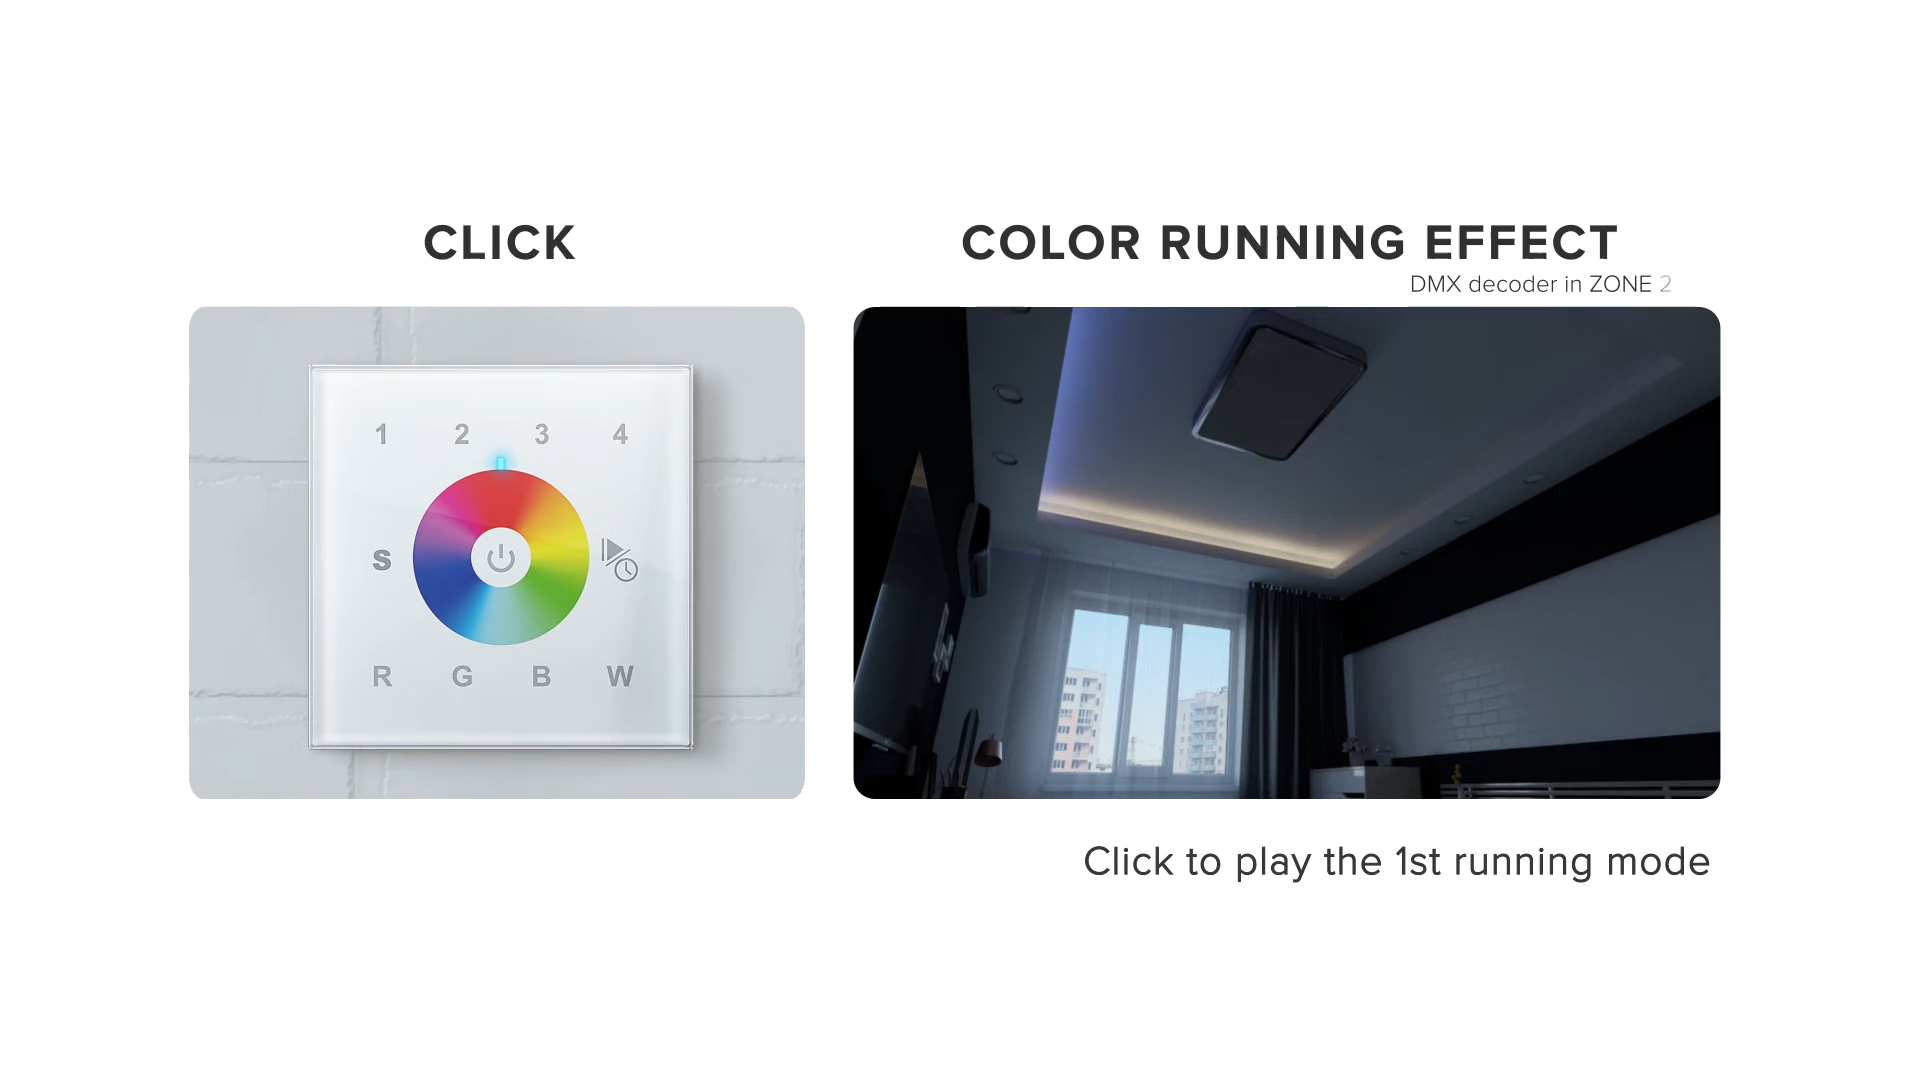 CLICK
COLOR RUNNING EFFECT
DMX decoder in ZONE 2
1 2 3 4
S
R G B W
Click to play the 1st running mode